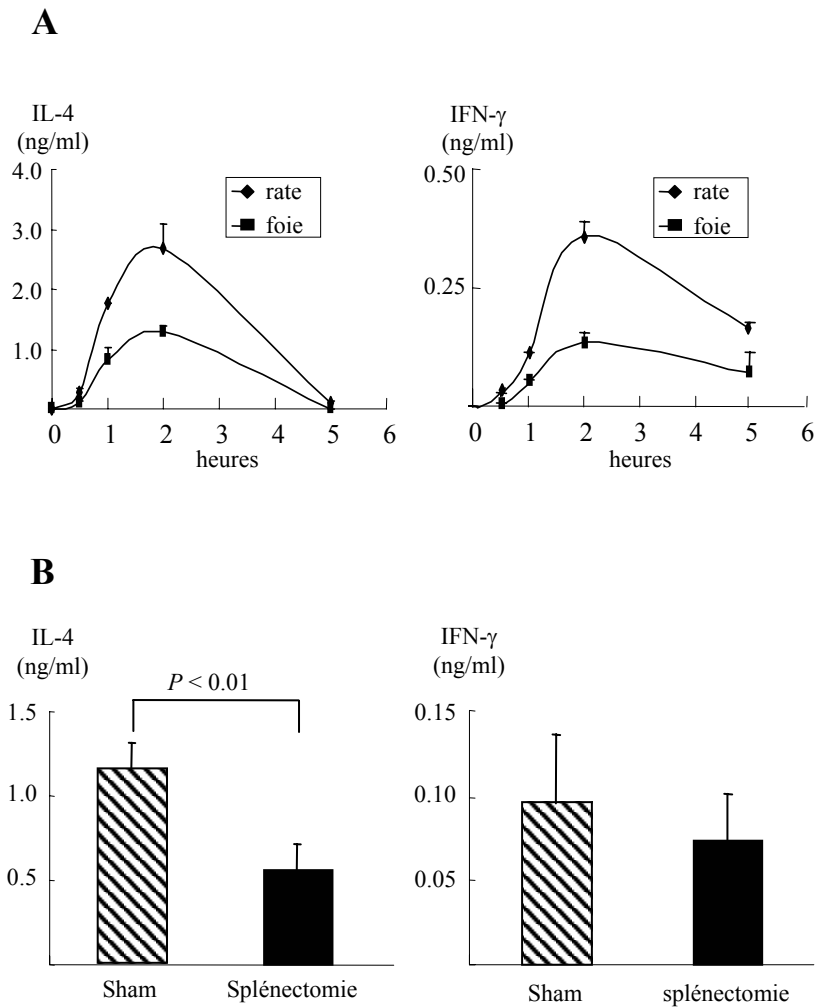 A
IL-4
(ng/ml)
4.0
3.0
2.0
1.0
0
rate
foie
0 1 2 3 4 5 6
heures
IFN-γ
(ng/ml)
0.50
0.25
rate
foie
0 1 2 3 4 5 6
heures
B
IL-4
(ng/ml)
P < 0.01
1.5
1.0
0.5
Sham Splénectomie
IFN-γ
(ng/ml)
0.15
0.10
0.05
Sham splénectomie